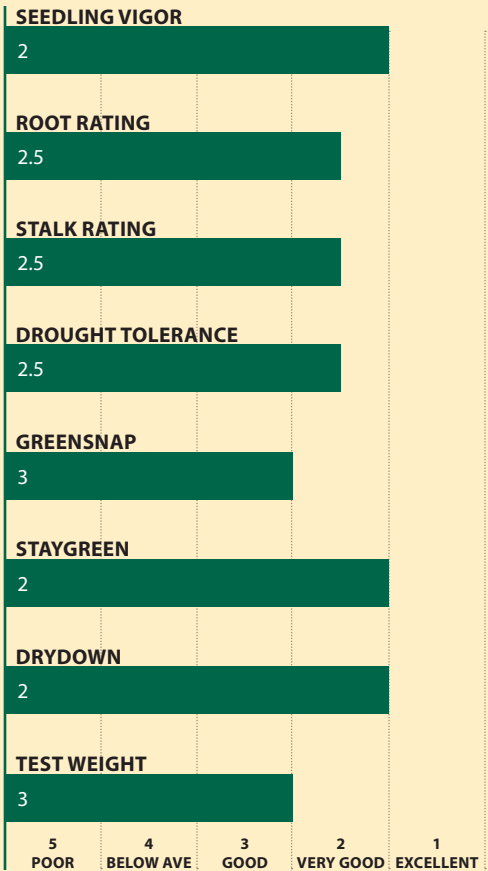 SEEDLING VIGOR
2
ROOT RATING
2.5
STALK RATING
2.5
DROUGHT TOLERANCE
2.5
GREENSNAP
3
STAYGREEN
2
DRYDOWN
2
TEST WEIGHT
3
5 4 3 2 1
POOR BELOW AVE GOOD VERY GOOD EXCELLENT